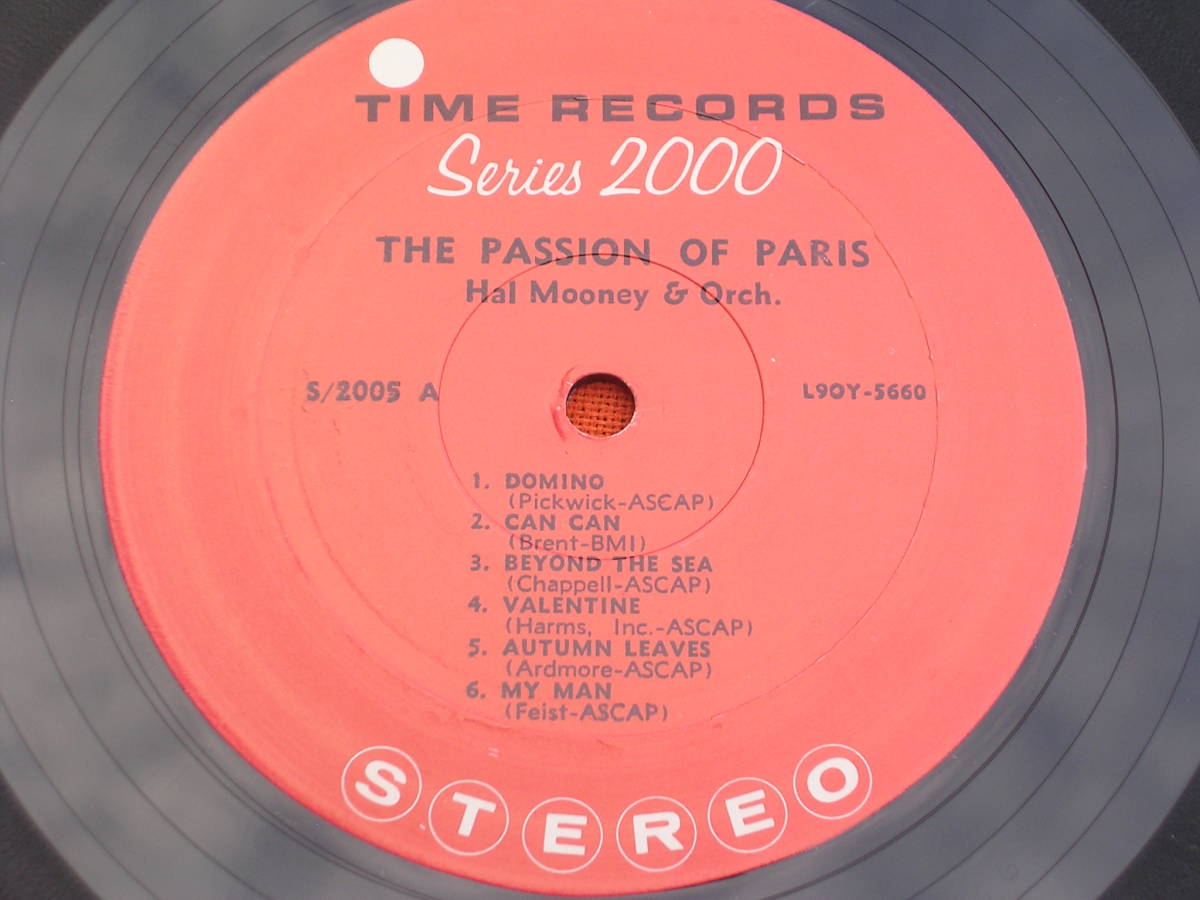 TIME RECORDS
Series 2000
THE PASSION OF PARIS
Hal Mooney & Orch.
S/2005 A
L9OY-5660
1. DOMINO
(Pickwick-ASCAP)
2. CAN CAN
(Brent-BMI)
3. BEYOND THE SEA
(Chappell-ASCAP)
4. VALENTINE
(Harms, Inc.-ASCAP)
5. AUTUMN LEAVES
(Ardmore-ASCAP)
6. MY MAN
(Feist-ASCAP)
STEREO